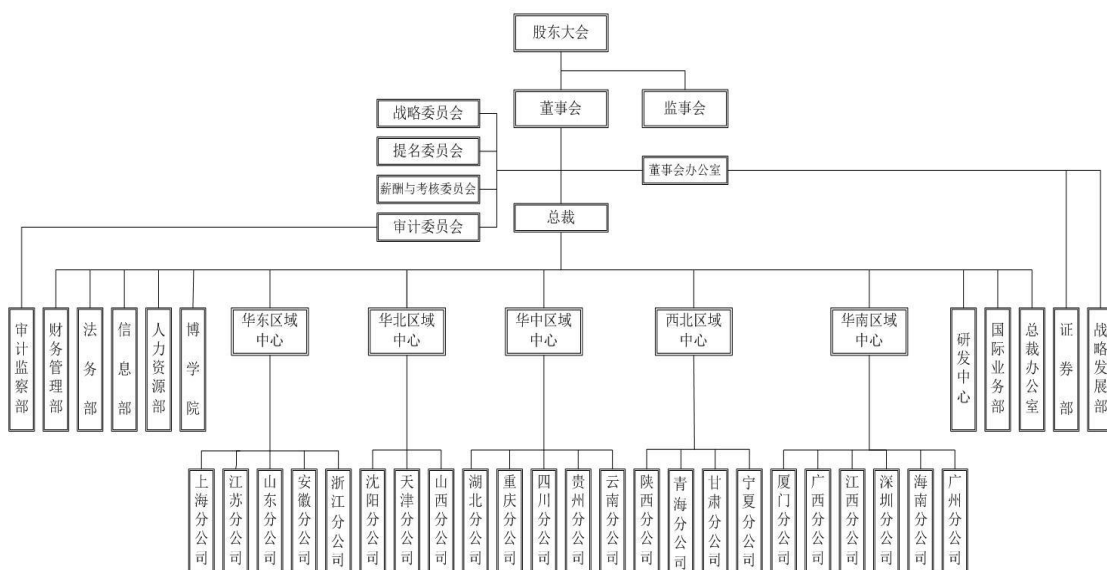 股东大会
董事会
监事会
战略委员会
提名委员会
董事会办公室
薪酬与考核委员会
总裁
审计委员会
审计监察部
财务管理部
法务部
信息部
人力资源部
博学院
华东区域
中心
华北区域
中心
华中区域
中心
西北区域
中心
华南区域
中心
研发中心
国际业务部
总裁办公室
证券部
战略发展部
上海分公司
江苏分公司
山东分公司
安徽分公司
浙江分公司
沈阳分公司
天津分公司
山西分公司
湖北分公司
重庆分公司
四川分公司
贵州分公司
云南分公司
陕西分公司
青海分公司
甘肃分公司
宁夏分公司
厦门分公司
广西分公司
江西分公司
深圳分公司
海南分公司
广州分公司